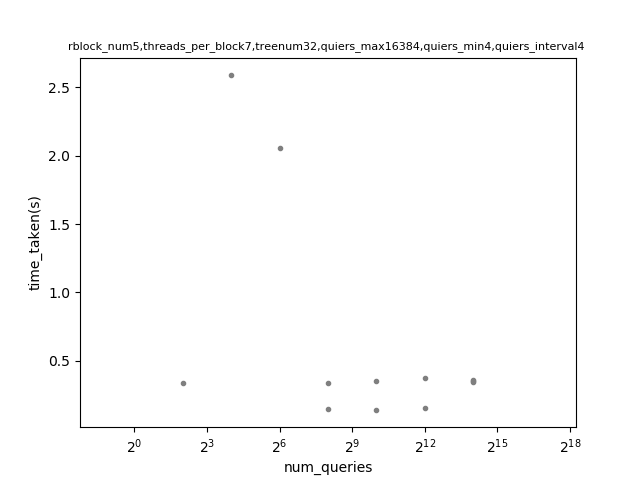 rblock_num5,threads_per_block7,treenum32,quiers_max16384,quiers_min4,quiers_interval4
2.5
2.0
1.5
1.0
0.5
time_taken(s)
2^0 2^3 2^6 2^9 2^12 2^15 2^18
num_queries